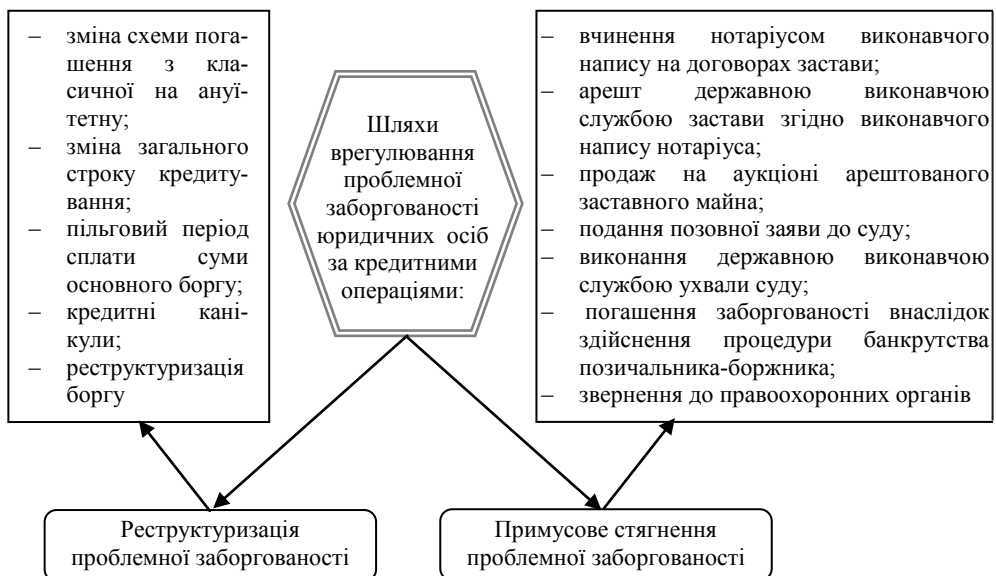 – зміна схеми пога-
шення з кла-
сичної на ануї-
тетну;
– зміна загального
строку кредиту-
вання;
– пільговий період
сплати суми
основного боргу;
– кредитні кані-
кули;
– реструктуризація
боргу
Шляхи
врегулювання
проблемної
заборгованості
юридичних осіб
за кредитними
операціями:
– вчинення нотаріусом виконавчого
напису на договорах застави;
– арешт державною виконавчою
службою застави згідно виконавчого
напису нотаріуса;
– продаж на аукціоні арештованого
заставного майна;
– подання позовної заяви до суду;
– виконання державною виконавчою
службою ухвали суду;
– погашення заборгованості внаслідок
здійснення процедури банкрутства
позичальника-боржника;
– звернення до правоохоронних органів
Реструктуризація
проблемної заборгованості
Примусове стягнення
проблемної заборгованості